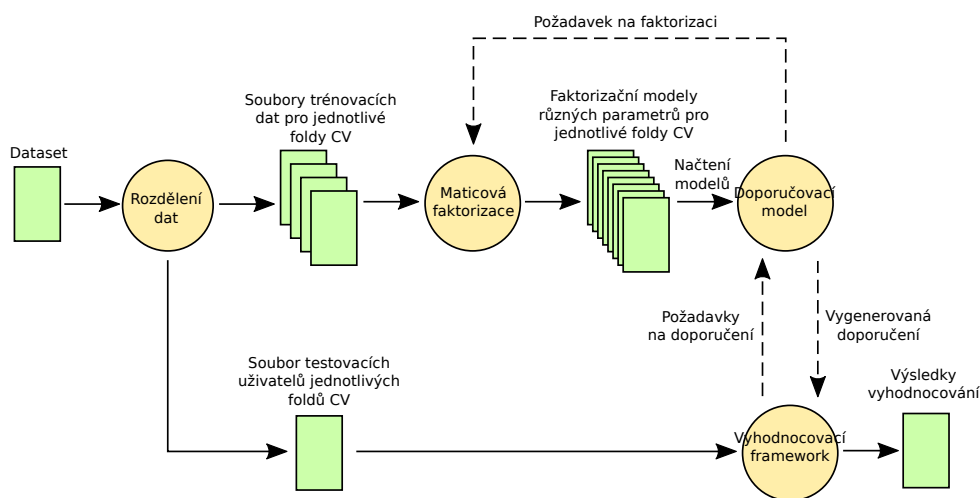 Požadavek na faktorizaci
Soubory trénovacích
dat pro jednotlivé
foldy CV
Faktorizační modely
různých parametrů pro
jednotlivé foldy CV
Dataset
Načtení
modelů
Rozdělení
dat
Maticová
faktorizace
Doporučovací
model
Požadavky
na doporučení
Vygenerovaná
doporučení
Soubor testovacích
uživatelů jednotlivých
foldů CV
Výsledky
vyhodnocování
Vyhodnocovací
framework